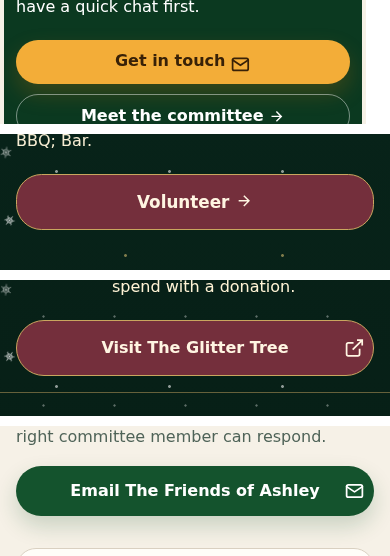 have a quick chat first.
Get in touch
Meet the committee →
BBQ; Bar.
Volunteer →
spend with a donation.
Visit The Glitter Tree
right committee member can respond.
Email The Friends of Ashley